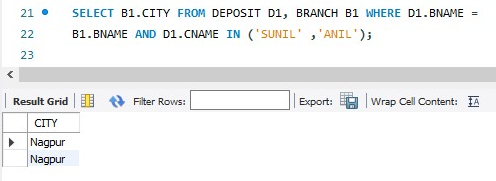 21 SELECT B1.CITY FROM DEPOSIT D1, BRANCH B1 WHERE D1.BNAME =
22 B1.BNAME AND D1.CNAME IN ('SUNIL' ,'ANIL');
23
Result Grid Filter Rows: Export: Wrap Cell Content: IA
CITY
Nagpur
Nagpur